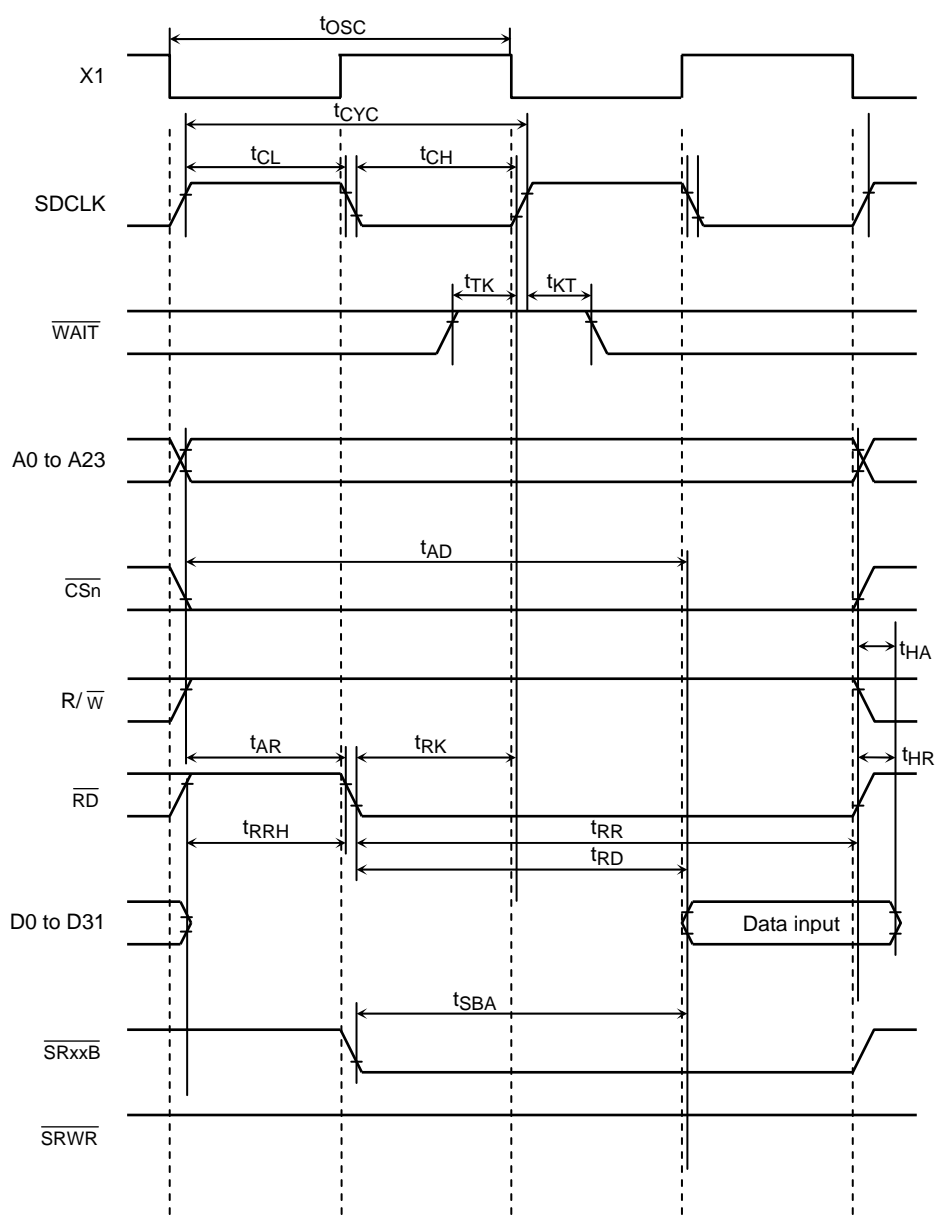 tOSC
X1
tCYC
tCL tCH
SDCLK
tTK tKT
WAIT
A0 to A23
tAD
CSn
tHA
R/ W
tAR tRK tHR
RD
tRRH tRR
tRD
D0 to D31 Data input
tSBA
SRxxB
SRWR